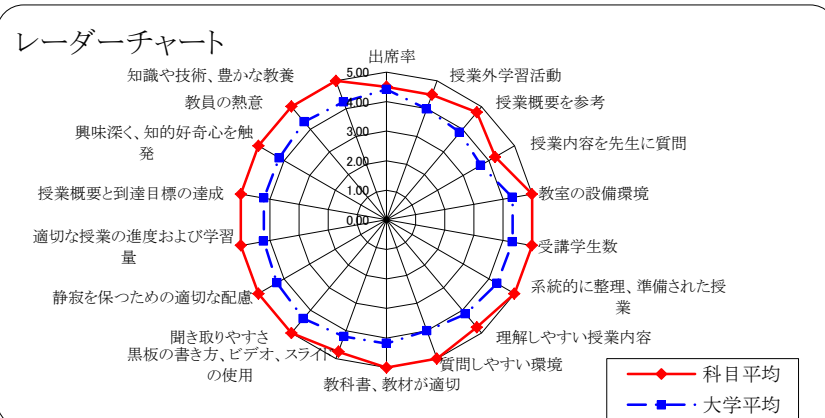 レーダーチャート
出席率
授業外学習活動
授業概要を参考
授業内容を先生に質問
教室の設備環境
受講学生数
系統的に整理、準備された授
業
理解しやすい授業内容
質問しやすい環境
教科書、教材が適切
黒板の書き方、ビデオ、スライド
の使用
聞き取りやすさ
静寂を保つための適切な配慮
適切な授業の進度および学習
量
授業概要と到達目標の達成
興味深く、知的好奇心を触
発
教員の熱意
知識や技術、豊かな教養
5.00
4.00
3.00
2.00
1.00
0.00
科目平均
大学平均